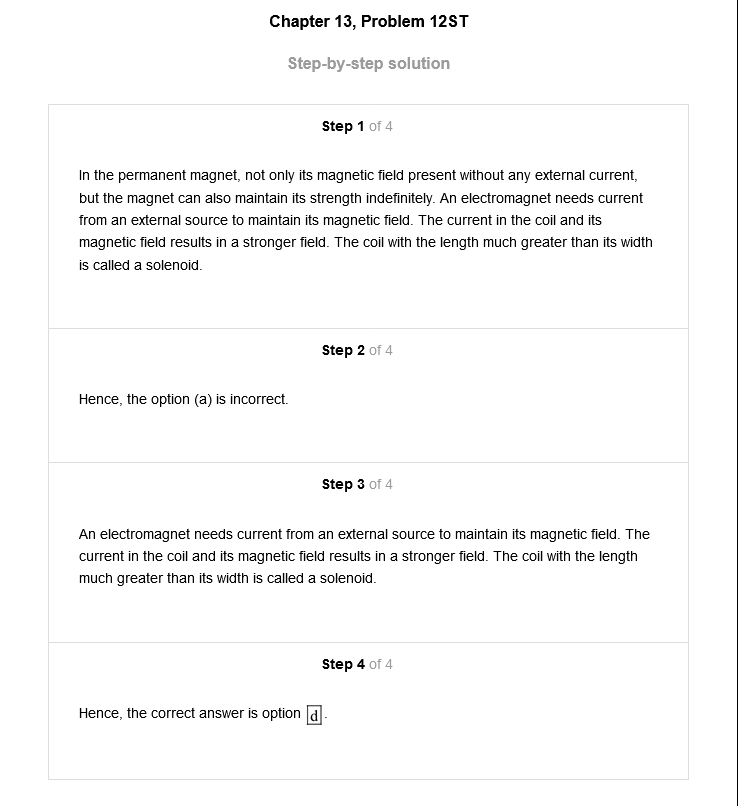 Chapter 13, Problem 12ST
Step-by-step solution
Step 1 of 4
In the permanent magnet, not only its magnetic field present without any external current,
but the magnet can also maintain its strength indefinitely. An electromagnet needs current
from an external source to maintain its magnetic field. The current in the coil and its
magnetic field results in a stronger field. The coil with the length much greater than its width
is called a solenoid.
Step 2 of 4
Hence, the option (a) is incorrect.
Step 3 of 4
An electromagnet needs current from an external source to maintain its magnetic field. The
current in the coil and its magnetic field results in a stronger field. The coil with the length
much greater than its width is called a solenoid.
Step 4 of 4
Hence, the correct answer is option d.